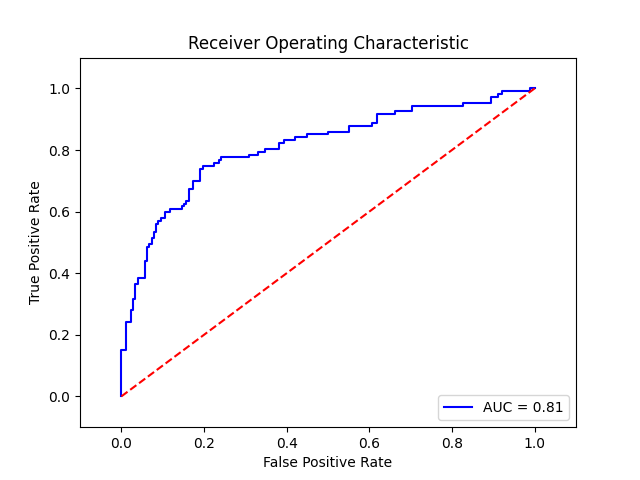 Receiver Operating Characteristic
True Positive Rate
1.0
0.8
0.6
0.4
0.2
0.0
0.0 0.2 0.4 0.6 0.8 1.0
False Positive Rate
AUC = 0.81